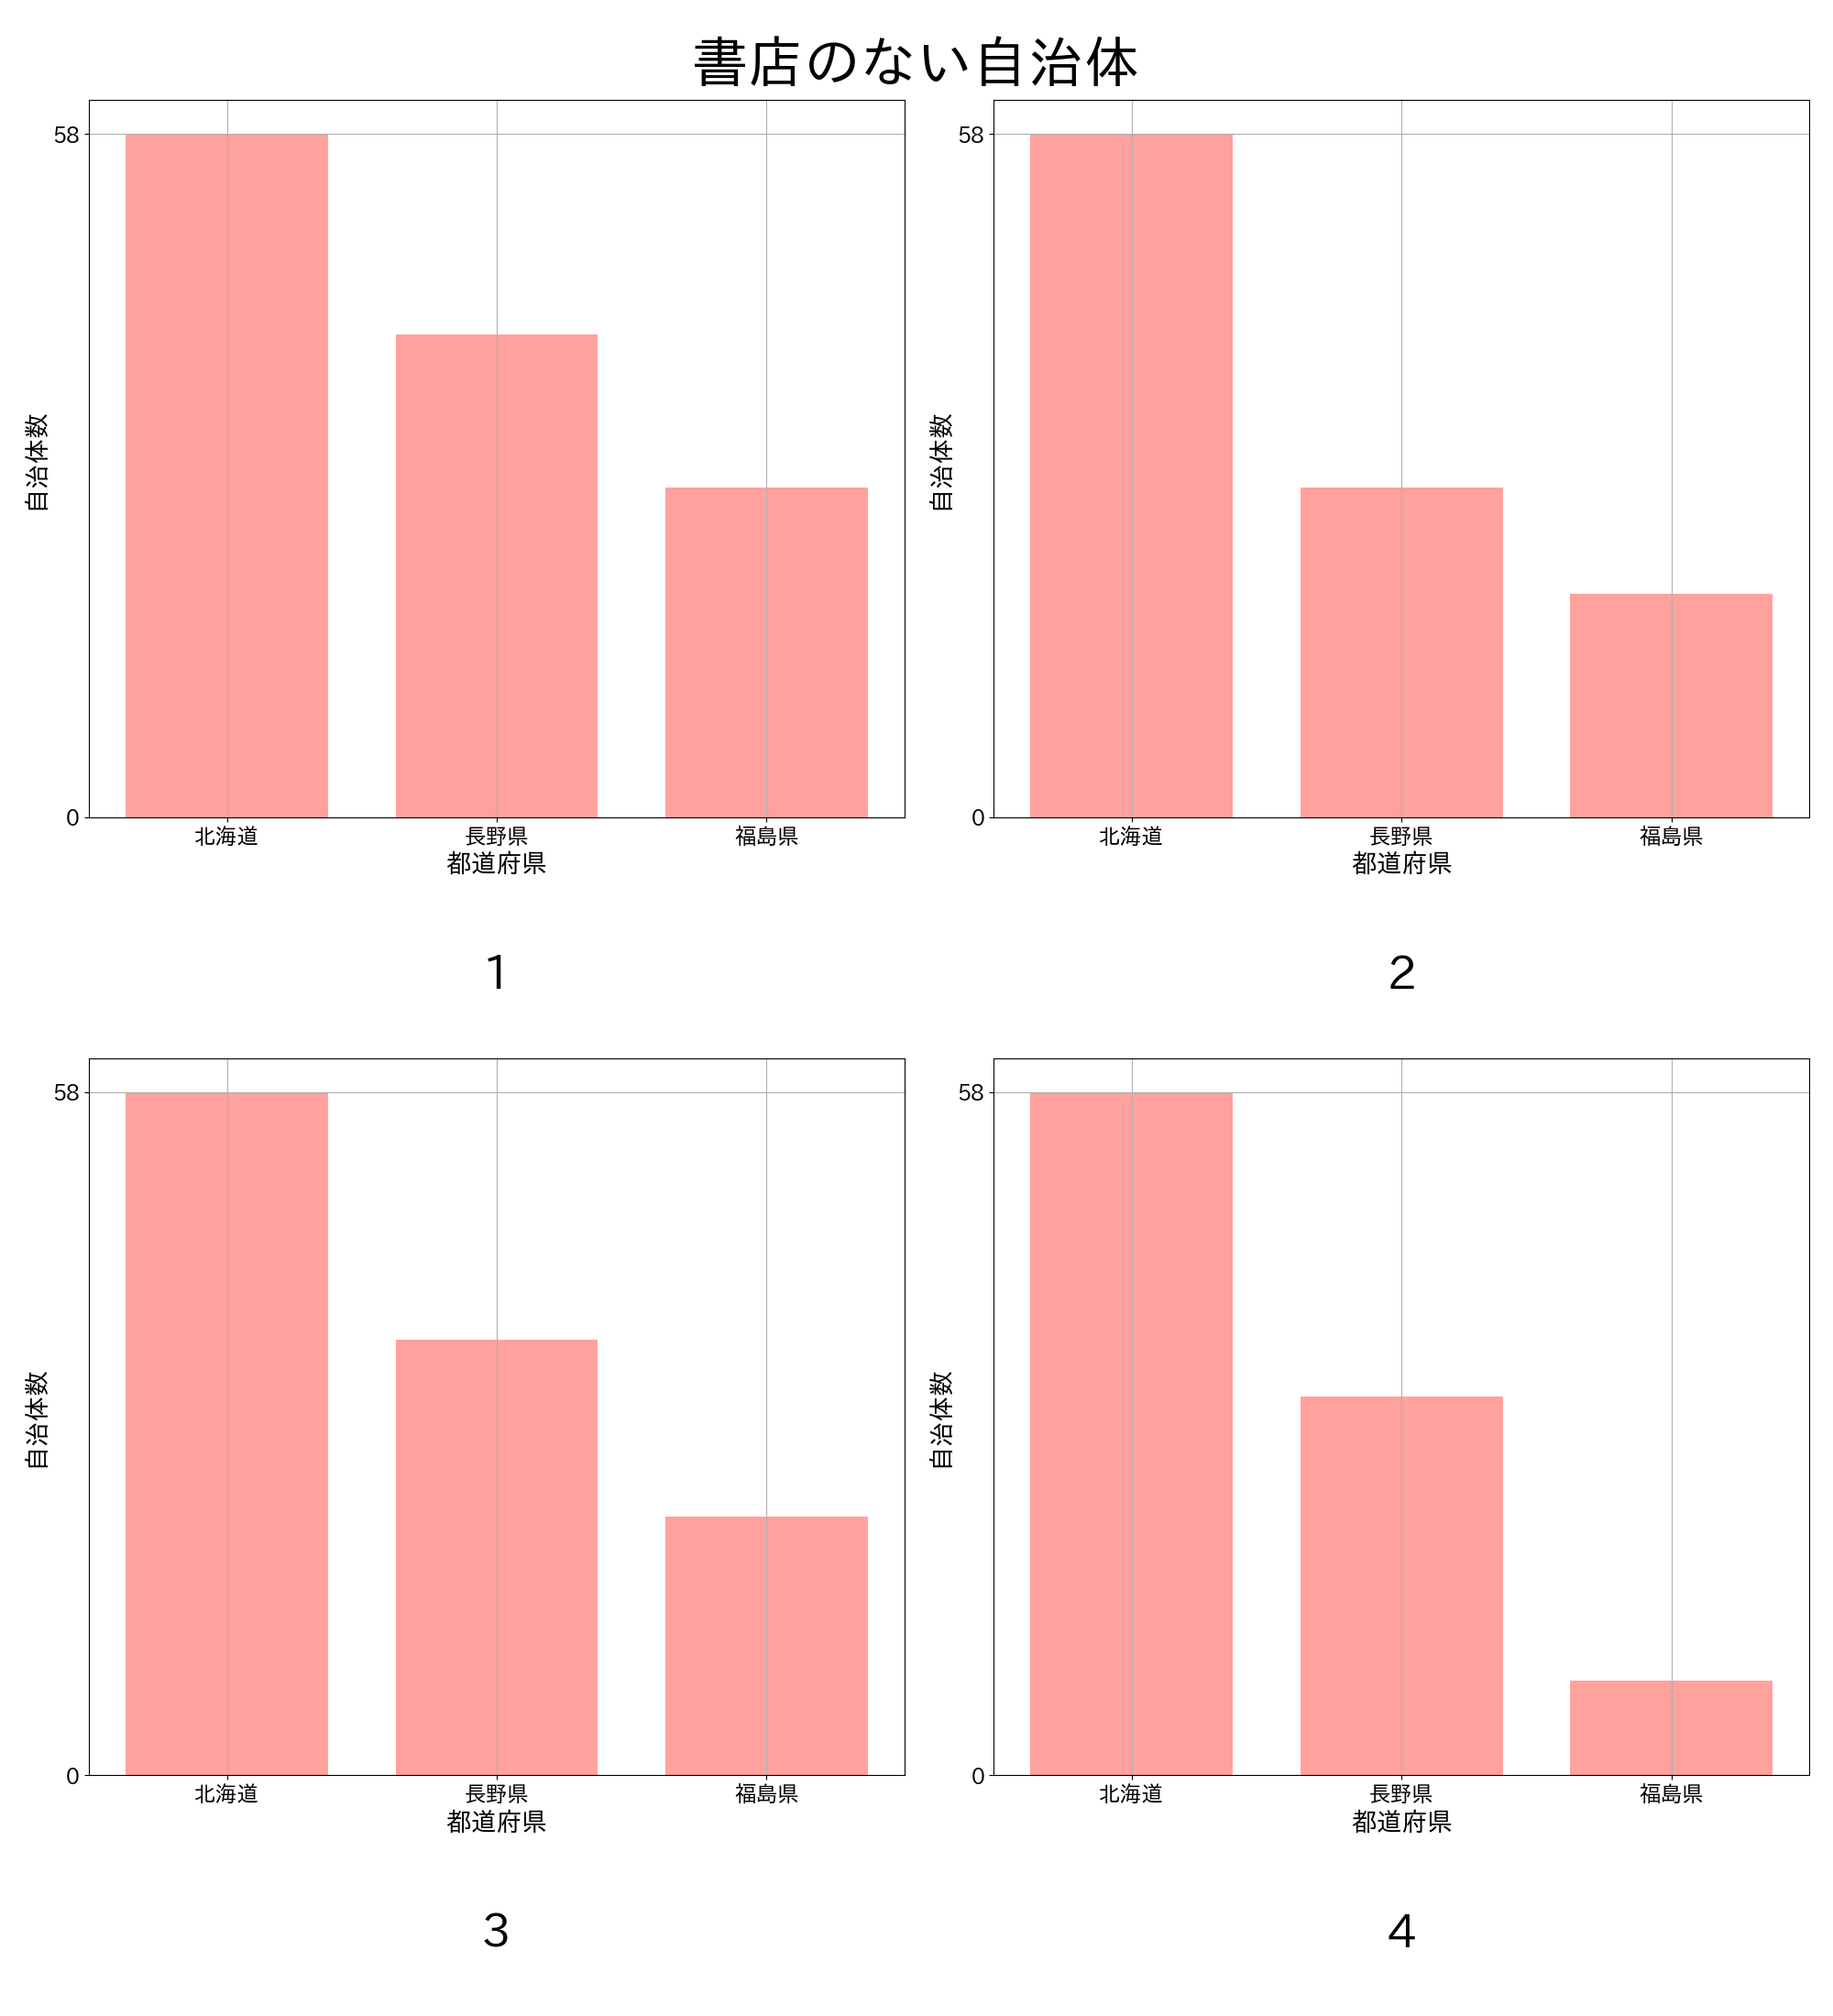 書店のない自治体
58
0
自治体数
北海道 長野県 福島県
都道府県
1
58
0
自治体数
北海道 長野県 福島県
都道府県
2
58
0
自治体数
北海道 長野県 福島県
都道府県
3
58
0
自治体数
北海道 長野県 福島県
都道府県
4